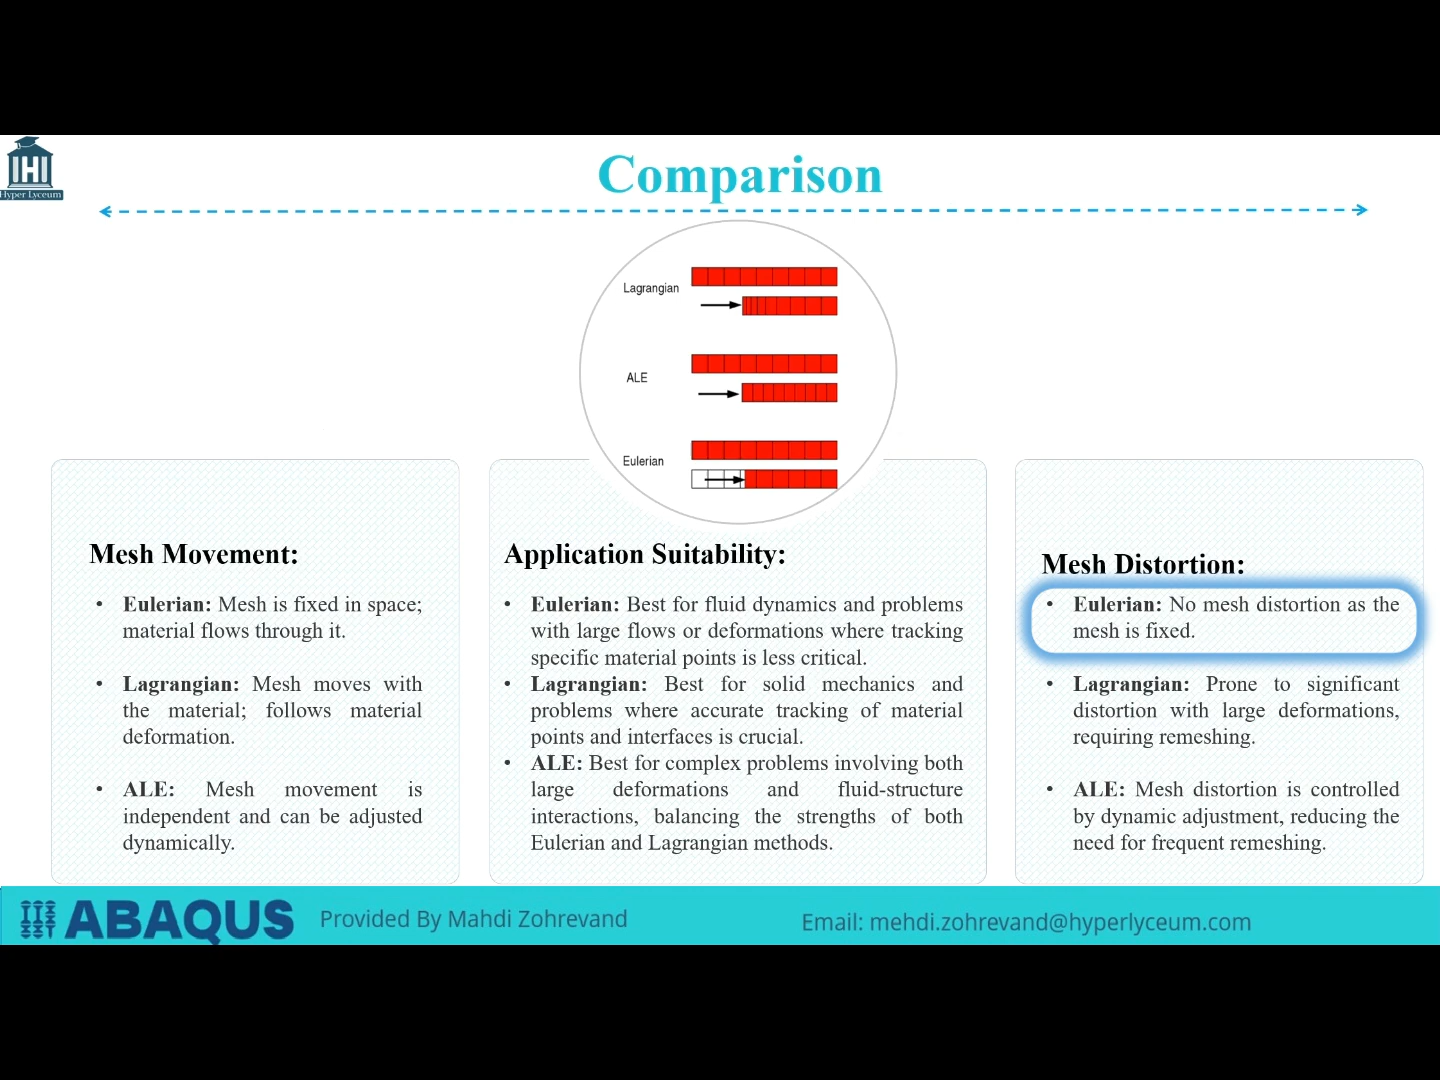 Hyper Lyceum
Comparison
Lagrangian
ALE
Eulerian
Mesh Movement:
• Eulerian: Mesh is fixed in space;
material flows through it.
• Lagrangian: Mesh moves with
the material; follows material
deformation.
• ALE: Mesh movement is
independent and can be adjusted
dynamically.
Application Suitability:
• Eulerian: Best for fluid dynamics and problems
with large flows or deformations where tracking
specific material points is less critical.
• Lagrangian: Best for solid mechanics and
problems where accurate tracking of material
points and interfaces is crucial.
• ALE: Best for complex problems involving both
large deformations and fluid-structure
interactions, balancing the strengths of both
Eulerian and Lagrangian methods.
Mesh Distortion:
• Eulerian: No mesh distortion as the
mesh is fixed.
• Lagrangian: Prone to significant
distortion with large deformations,
requiring remeshing.
• ALE: Mesh distortion is controlled
by dynamic adjustment, reducing the
need for frequent remeshing.
ABAQUS
Provided By Mahdi Zohrevand
Email: mehdi.zohrevand@hyperlyceum.com